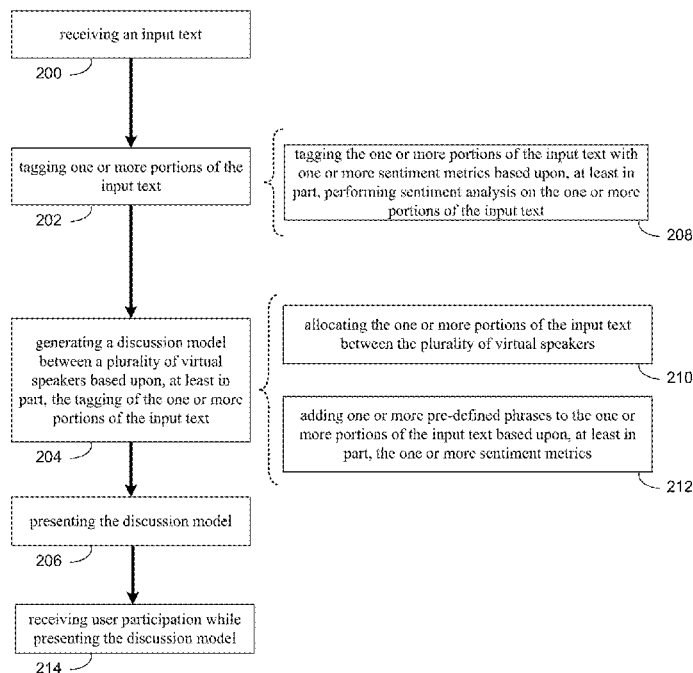 receiving an input text
200
tagging one or more portions of the
input text
202
tagging the one or more portions of the input text with
one or more sentiment metrics based upon, at least in
part, performing sentiment analysis on the one or more
portions of the input text
208
generating a discussion model
between a plurality of virtual
speakers based upon, at least in
part, the tagging of the one or more
portions of the input text
204
allocating the one or more portions of the input text
between the plurality of virtual speakers
210
adding one or more pre-defined phrases to the one or
more portions of the input text based upon, at least in
part, the one or more sentiment metrics
212
presenting the discussion model
206
receiving user participation while
presenting the discussion model
214